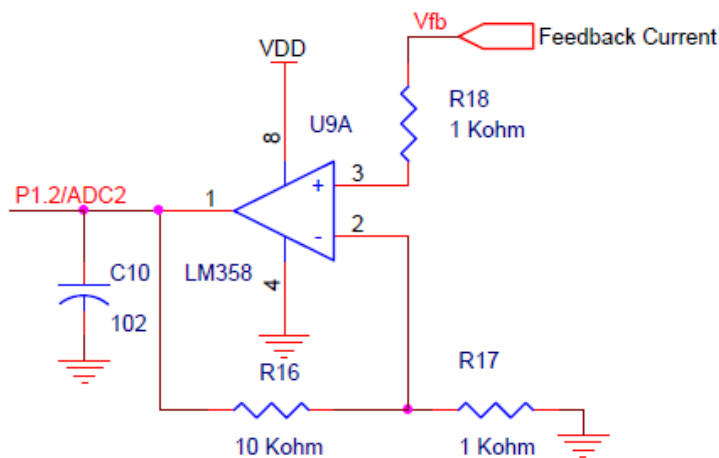 Vfb
Feedback Current
VDD
R18
1 Kohm
U9A
8
P1.2/ADC2
1
+
3
2
-
C10
102
LM358
4
R16
10 Kohm
R17
1 Kohm